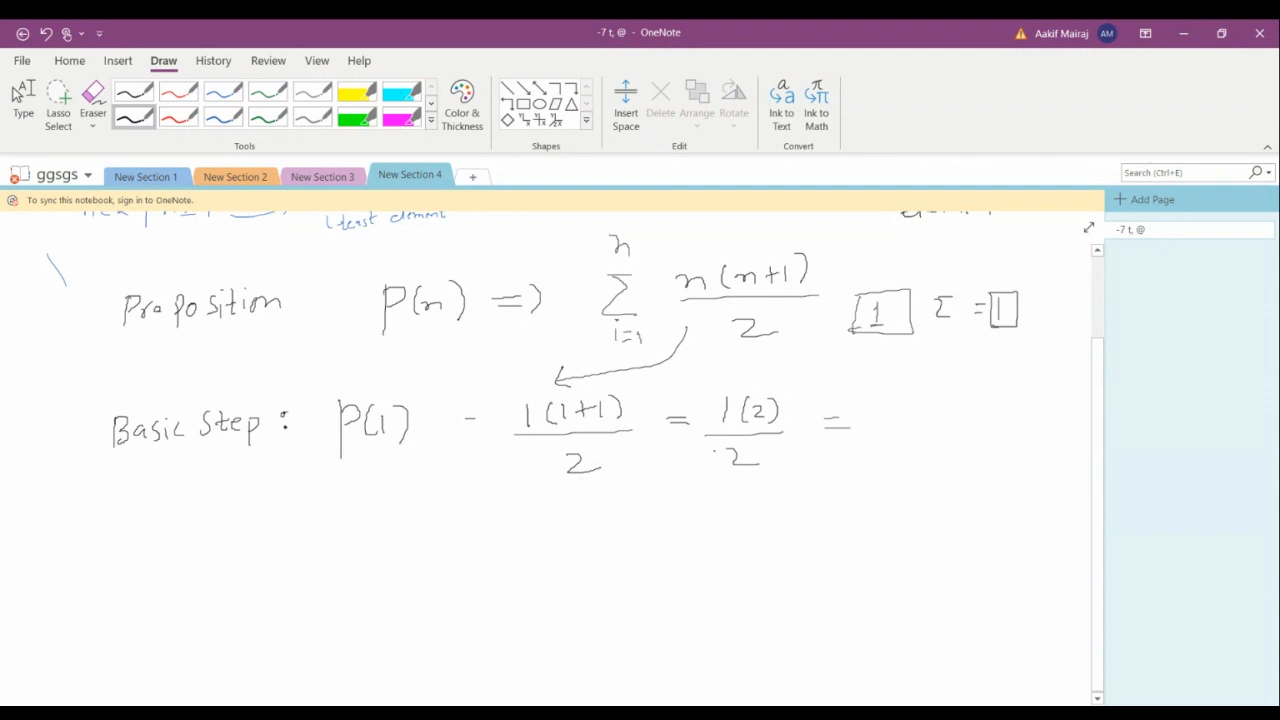 -7 t, @ - OneNote
Aakif Mairaj AM
File Home Insert Draw History Review View Help
Type
Lasso Select
Eraser
Color & Thickness
Insert Space
Delete
Arrange
Rotate
Ink to Text
Ink to Math
Tools
Shapes
Edit
Convert
ggsgs
New Section 1
New Section 2
New Section 3
New Section 4
+
Search (Ctrl+E)
To sync this notebook, sign in to OneNote.
Add Page
-7 t, @
least element
Proposition P(n) => n Σ i=1 n(n+1) / 2 1 Σ = 1
Basic Step : P(1) - 1(1+1) / 2 = 1(2) / 2 =